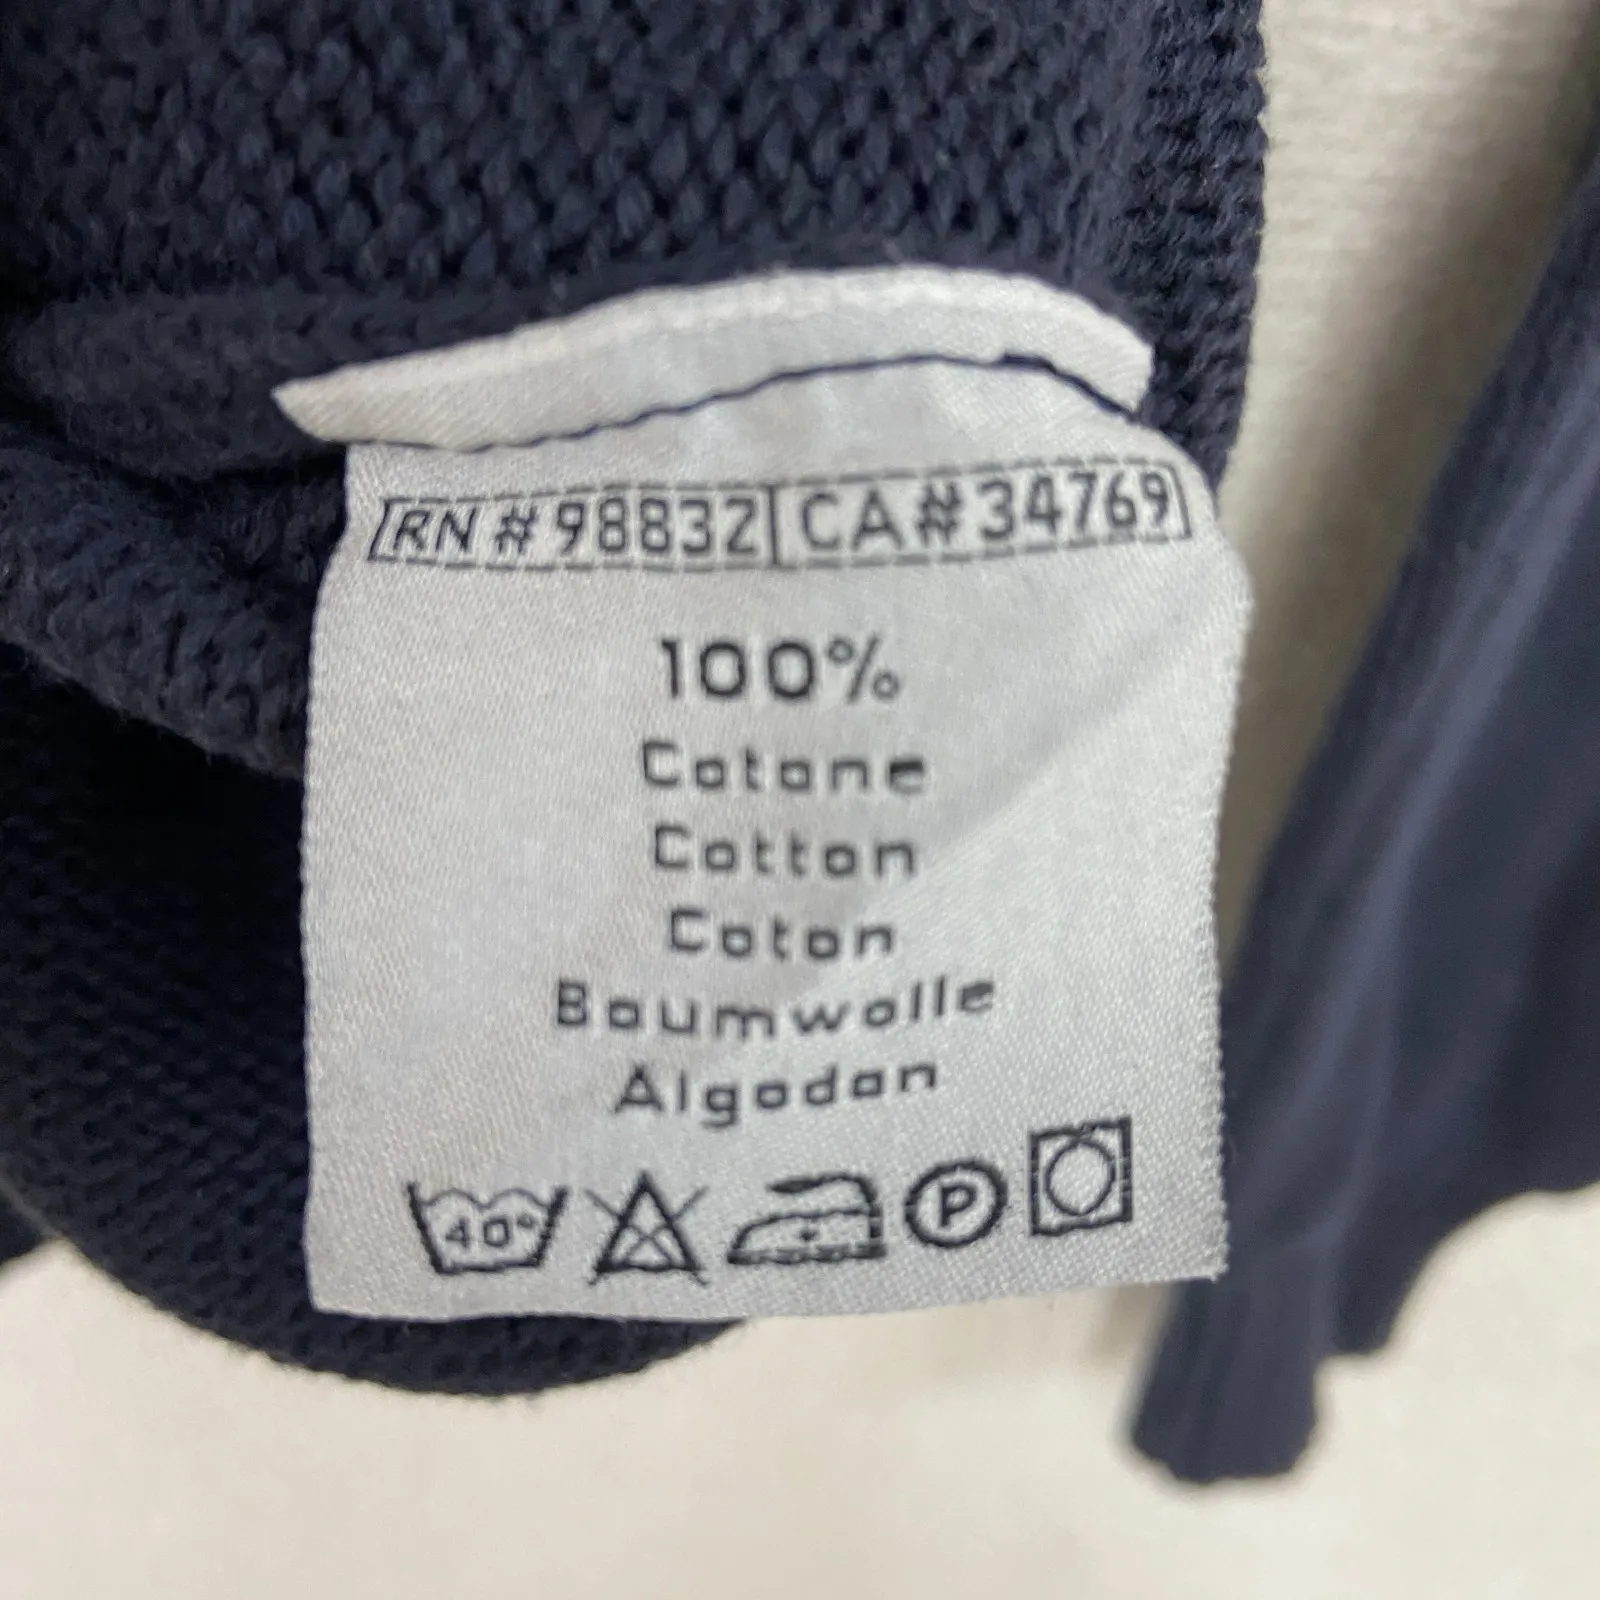 RN # 98832 CA# 34769
100%
Cotone
Cotton
Coton
Baumwolle
Algodon
40° P